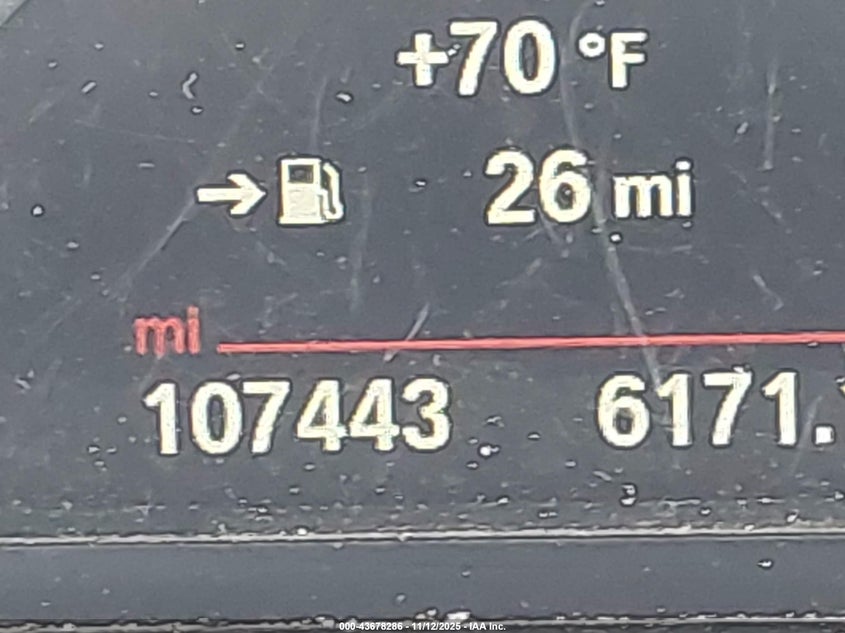 +70 °F
26 mi
mi
107443 6171.
000-43678286 - 11/12/2025 - IAA Inc.